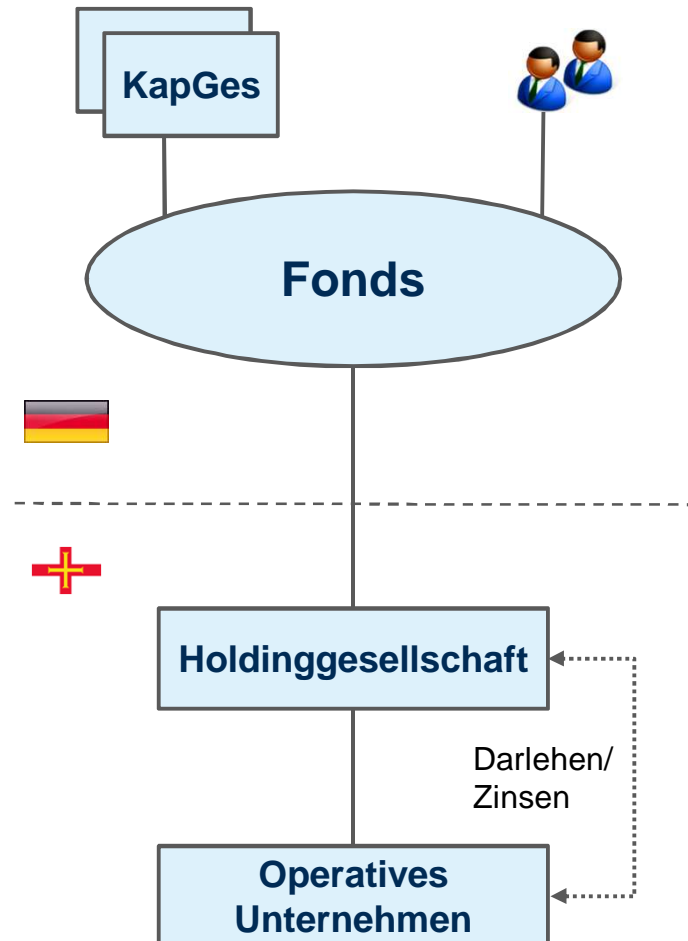 KapGes
Fonds
Holdinggesellschaft
Darlehen/
Zinsen
Operatives
Unternehmen